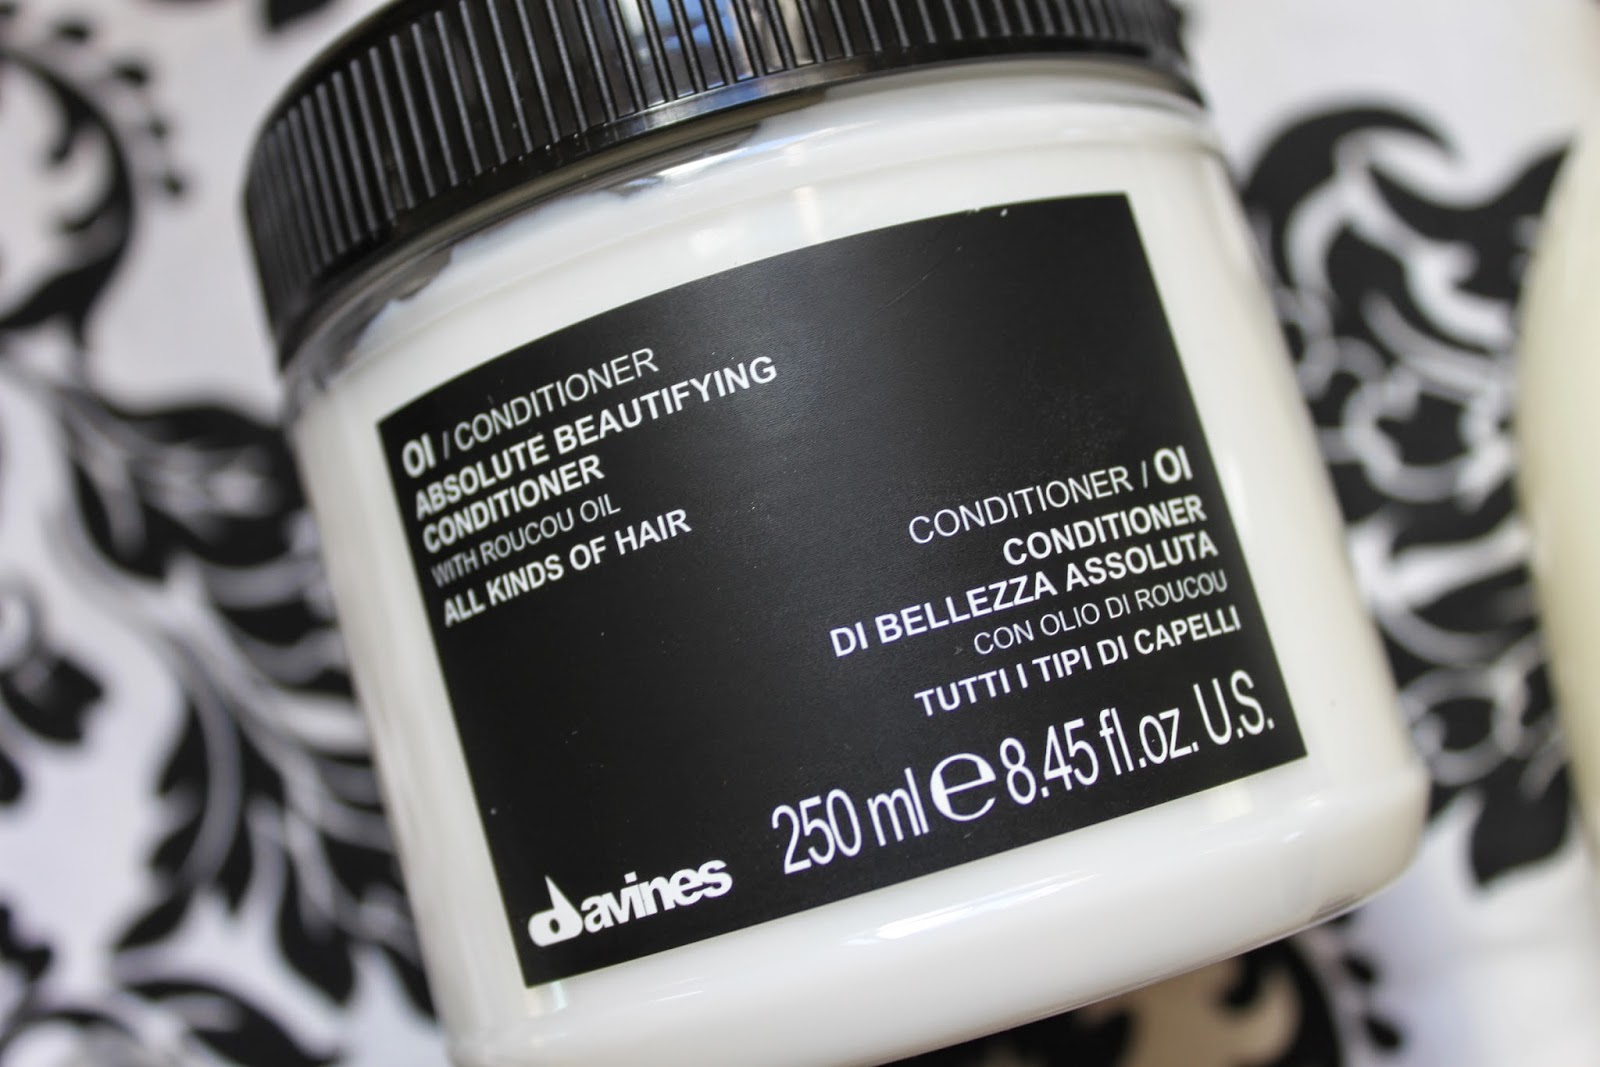 OI / CONDITIONER
ABSOLUTE BEAUTIFYING
CONDITIONER
WITH ROUCOU OIL
ALL KINDS OF HAIR
CONDITIONER / OI
CONDITIONER
DI BELLEZZA ASSOLUTA
CON OLIO DI ROUCOU
TUTTI I TIPI DI CAPELLI
250 ml ℮ 8.45 fl.oz. U.S.
davines